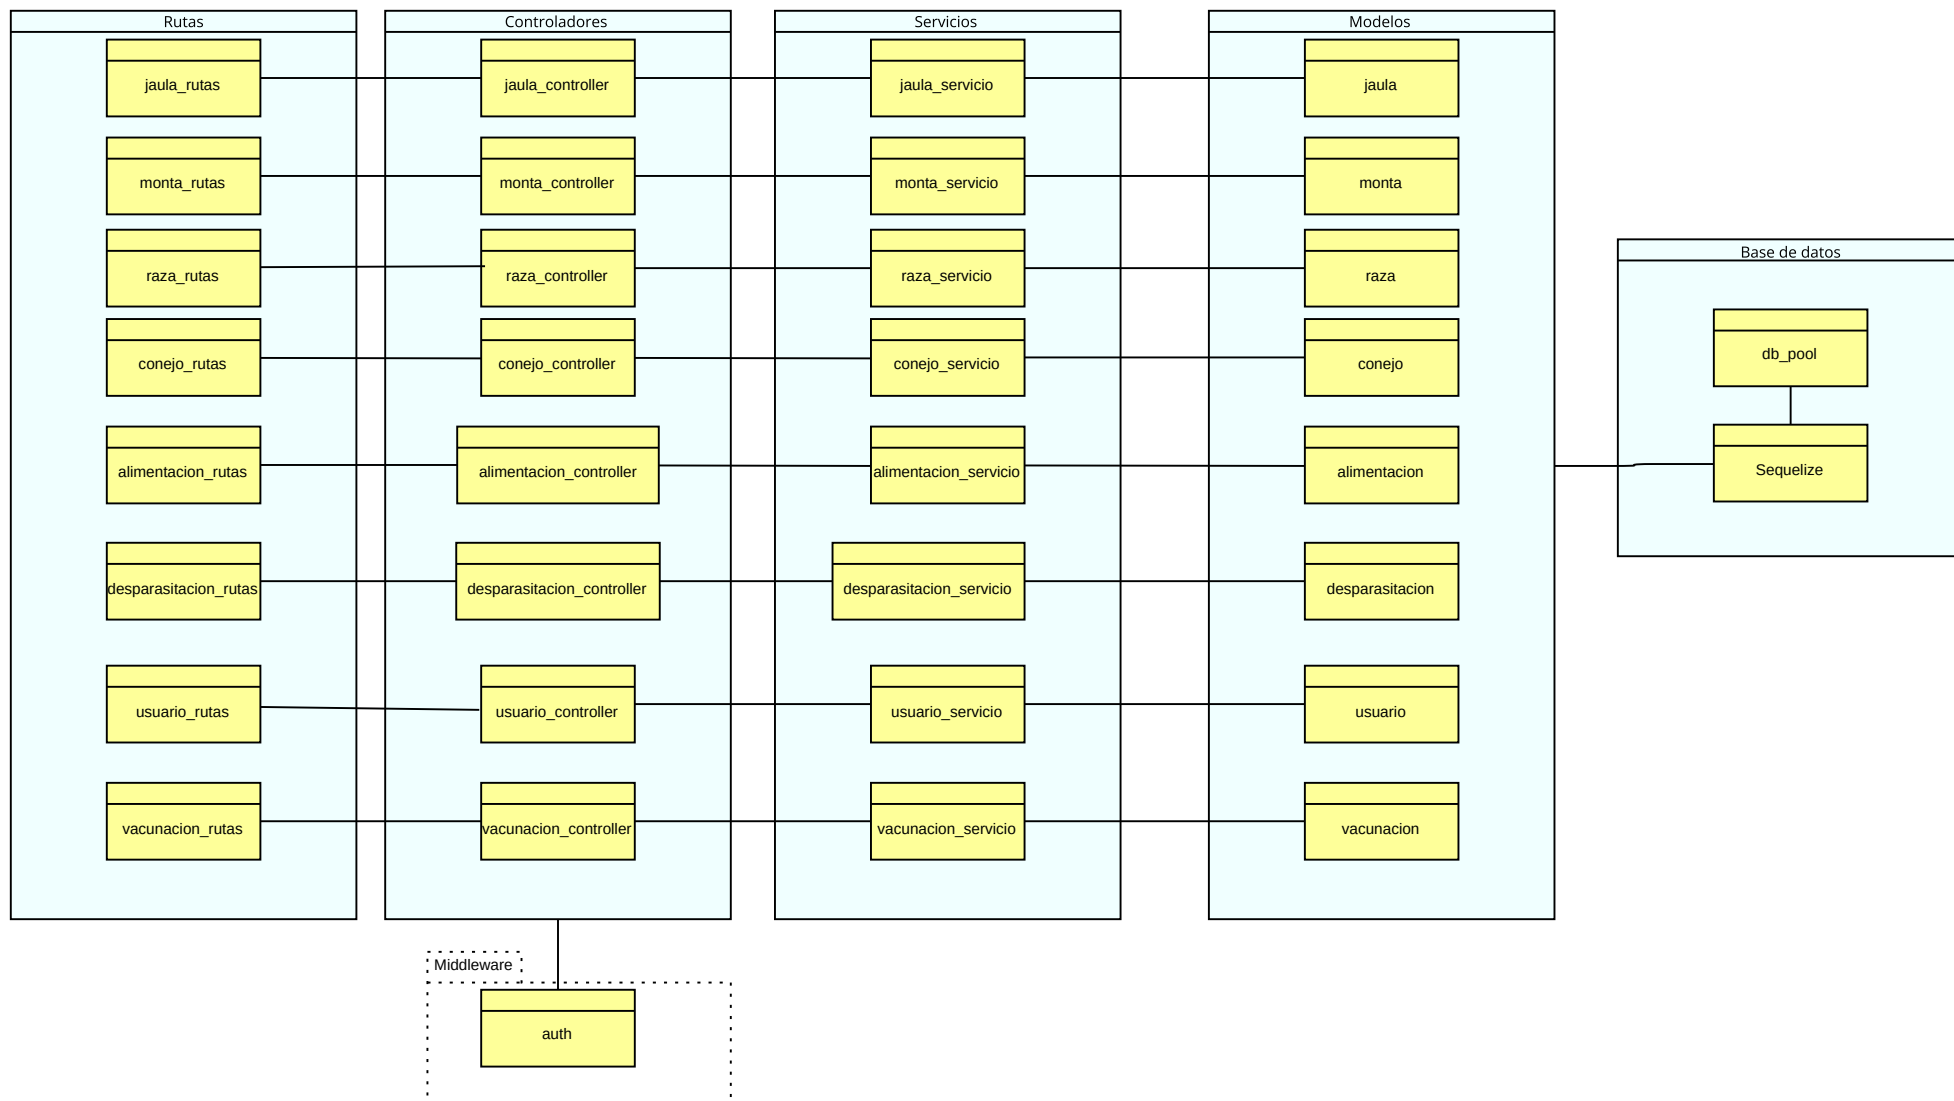 Rutas
Controladores
Servicios
Modelos
jaula_rutas
jaula_controller
jaula_servicio
jaula
monta_rutas
monta_controller
monta_servicio
monta
Base de datos
raza_rutas
raza_controller
raza_servicio
raza
db_pool
conejo_rutas
conejo_controller
conejo_servicio
conejo
alimentacion_rutas
alimentacion_controller
alimentacion_servicio
alimentacion
Sequelize
desparasitacion_rutas
desparasitacion_controller
desparasitacion_servicio
desparasitacion
usuario_rutas
usuario_controller
usuario_servicio
usuario
vacunacion_rutas
vacunacion_controller
vacunacion_servicio
vacunacion
Middleware
auth